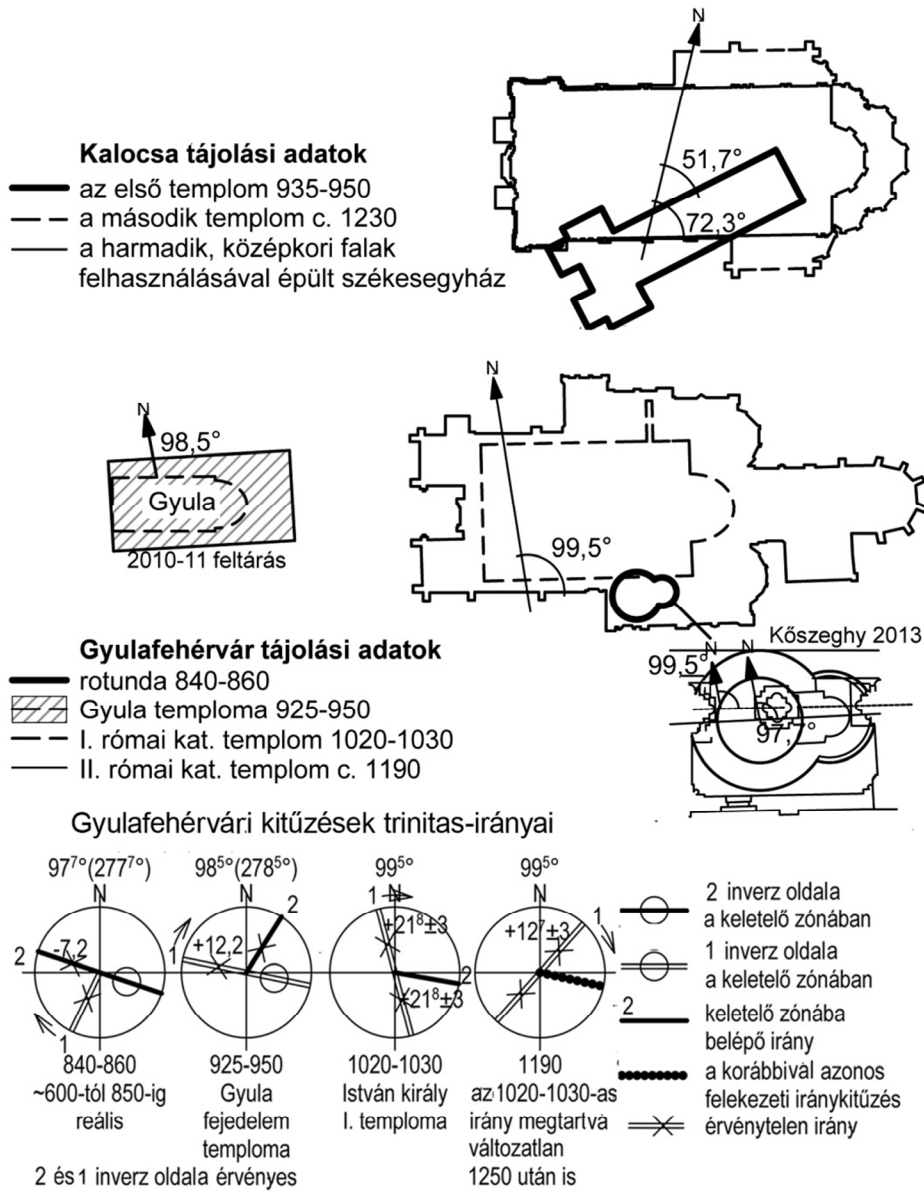 N
Kalocsa tájolási adatok
51,7°
az első templom 935-950
72,3°
a második templom c. 1230
a harmadik, középkori falak
felhasználásával épült székesegyház
N
N
98,5°
Gyula
2010-11 feltárás
99,5°
Kőszeghy 2013
Gyulafehérvár tájolási adatok
N N
99,5°
rotunda 840-860
Gyula temploma 925-950
97,7°
I. római kat. templom 1020-1030
II. római kat. templom c. 1190
Gyulafehérvári kitűzések trinitas-irányai
97⁷°(277⁷°) 98⁵°(278⁵°) 99⁵° 99⁵°
N N N N
2 -7,2 1
1 +12,2 2
1 +21⁸±3 2 +21⁸±3
+12⁷±3 1
840-860
~600-tól 850-ig
reális
925-950
Gyula
fejedelem
temploma
1020-1030
István király
I. temploma
1190
az 1020-1030-as
irány megtartva
változatlan
1250 után is
2 és 1 inverz oldala érvényes
2 inverz oldala
a keletelő zónában
1 inverz oldala
a keletelő zónában
2 keletelő zónába
belépő irány
a korábbival azonos
felekezeti iránykitűzés
érvénytelen irány